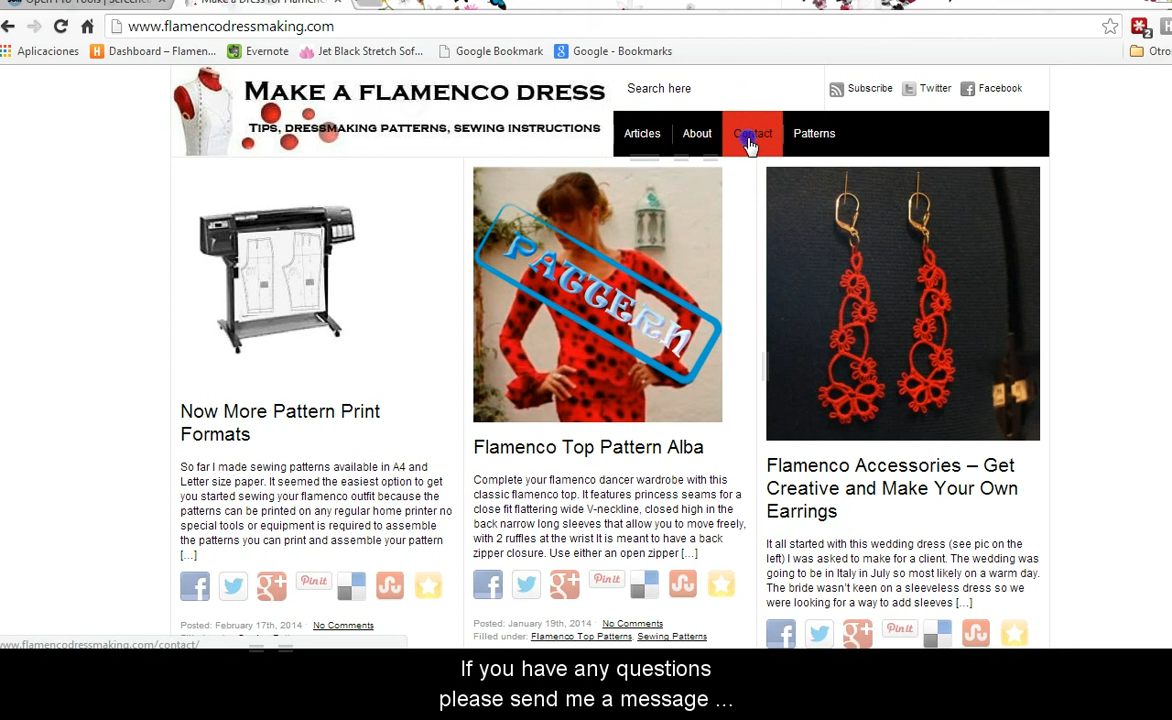 www.flamencodressmaking.com
Aplicaciones
Dashboard – Flamen...
Evernote
Jet Black Stretch Sof...
Google Bookmark
Google - Bookmarks
MAKE A FLAMENCO DRESS
TIPS, DRESSMAKING PATTERNS, SEWING INSTRUCTIONS
Search here
Subscribe
Twitter
Facebook
Articles
About
Contact
Patterns
Now More Pattern Print
Formats
So far I made sewing patterns available in A4 and
Letter size paper. It seemed the easiest option to get
you started sewing your flamenco outfit because the
patterns can be printed on any regular home printer no
special tools or equipment is required to assemble
the patterns you can print and assemble your pattern
[...]
Pin it
Posted: February 17th, 2014
No Comments
PATTERN
Flamenco Top Pattern Alba
Complete your flamenco dancer wardrobe with this
classic flamenco top. It features princess seams for a
close fit flattering wide V-neckline, closed high in the
back narrow long sleeves that allow you to move freely,
with 2 ruffles at the wrist It is meant to have a back
zipper closure. Use either an open zipper [...]
Pin it
Posted: January 19th, 2014
No Comments
Filled under: Flamenco Top Patterns, Sewing Patterns
Flamenco Accessories – Get
Creative and Make Your Own
Earrings
It all started with this wedding dress (see pic on the
left) I was asked to make for a client. The wedding was
going to be in Italy in July so most likely on a warm day.
The bride wasn't keen on a sleeveless dress so we
were looking for a way to add sleeves [...]
Pin it
www.flamencodressmaking.com/contact/
If you have any questions
please send me a message ...